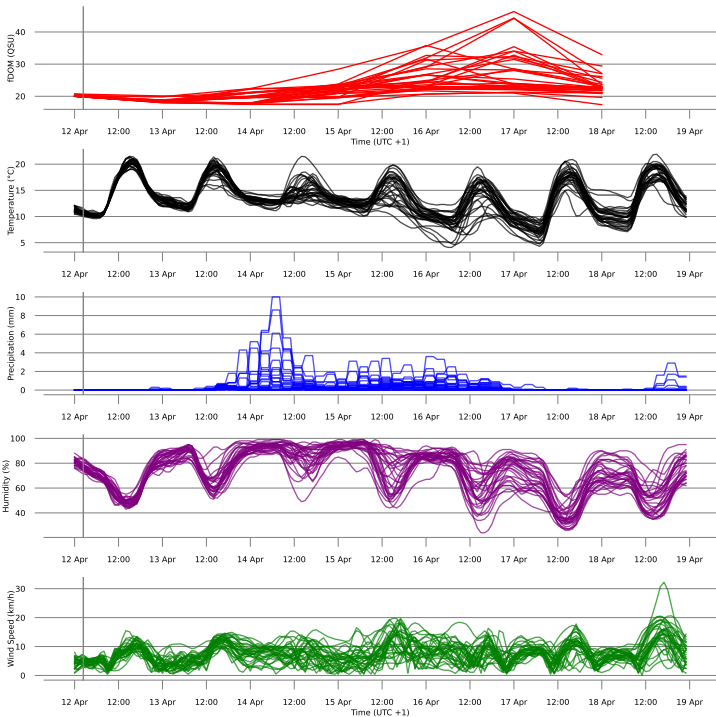 fDOM (QSU)
40
30
20
12 Apr 12:00 13 Apr 12:00 14 Apr 12:00 15 Apr 12:00 16 Apr 12:00 17 Apr 12:00 18 Apr 12:00 19 Apr
Time (UTC +1)
Temperature (°C)
20
15
10
5
12 Apr 12:00 13 Apr 12:00 14 Apr 12:00 15 Apr 12:00 16 Apr 12:00 17 Apr 12:00 18 Apr 12:00 19 Apr
Precipitation (mm)
10
8
6
4
2
0
12 Apr 12:00 13 Apr 12:00 14 Apr 12:00 15 Apr 12:00 16 Apr 12:00 17 Apr 12:00 18 Apr 12:00 19 Apr
Humidity (%)
100
80
60
40
12 Apr 12:00 13 Apr 12:00 14 Apr 12:00 15 Apr 12:00 16 Apr 12:00 17 Apr 12:00 18 Apr 12:00 19 Apr
Wind Speed (km/h)
30
20
10
0
12 Apr 12:00 13 Apr 12:00 14 Apr 12:00 15 Apr 12:00 16 Apr 12:00 17 Apr 12:00 18 Apr 12:00 19 Apr
Time (UTC +1)